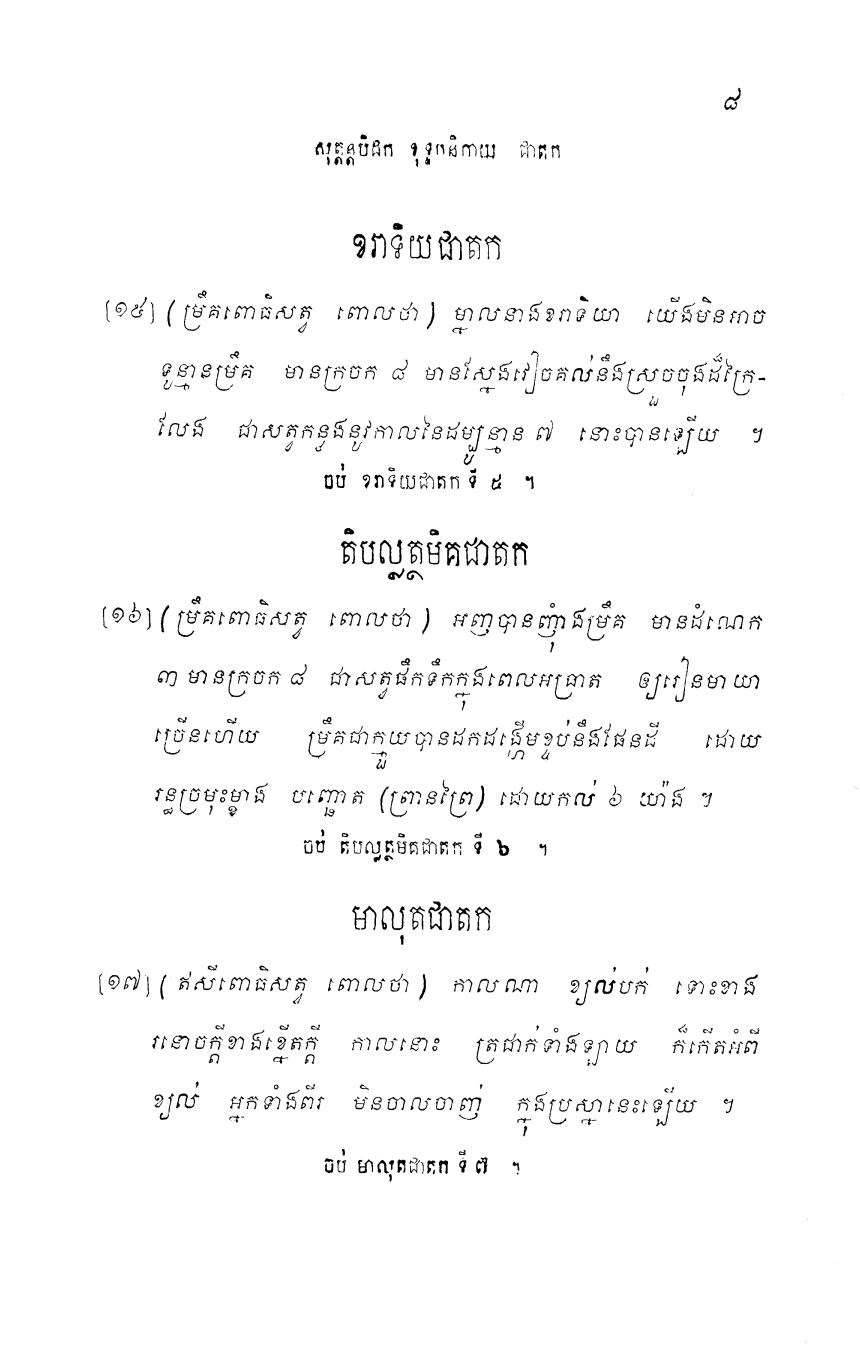 ៨
សុត្តន្តបិដក ខុទ្ទកនិកាយ ជាតក
ខរាទិយជាតក
[១៥] (ម្រឹគពោធិសត្វ ពោលថា) ម្នាលនាងខរាទិយា យើងមិនអាច
ទូន្មានម្រឹគ មានក្រចក ៨ មានស្នែងវៀចគល់នឹងស្រួចចុងដ៏ក្រៃ-
លែង ជាសត្វកន្លងនូវកាលនៃដម្បូន្មាន ៧ នោះបានឡើយ ។
ចប់ ខរាទិយជាតក ទី ៥ ។
តិបល្លត្ថមិគជាតក
[១៦] (ម្រឹគពោធិសត្វ ពោលថា) អញបានញុំាងម្រឹគ មានដំណេក
៣ មានក្រចក ៨ ជាសត្វផឹកទឹកក្នុងពេលអធ្រាត ឲ្យរៀនមាយា
ច្រើនហើយ ម្រឹគជាក្មួយបានដកដង្ហើមខ្ទប់នឹងផែនដី ដោយ
រន្ធច្រមុះម្ខាង បញ្ឆោត (ព្រានព្រៃ) ដោយកល់ ៦ យ៉ាង ។
ចប់ តិបល្លត្ថមិគជាតក ទី ៦ ។
មាលុតជាតក
[១៧] (ឥសីពោធិសត្វ ពោលថា) កាលណា ខ្យល់បក់ ទោះខាង
រនោចក្តីខាងខ្នើតក្តី កាលនោះ ត្រជាក់ទាំងឡាយ ក៏កើតអំពី
ខ្យល់ អ្នកទាំងពីរ មិនចាលចាញ់ ក្នុងប្រស្នានេះឡើយ ។
ចប់ មាលុតជាតក ទី ៧ ។